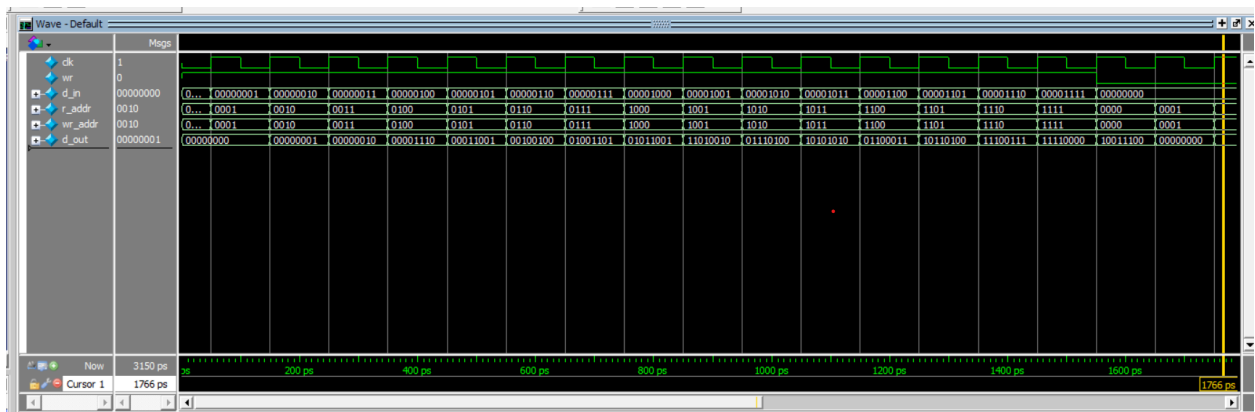 Wave - Default
Msgs
clk 1
wr 0
d_in 00000000 0... 00000001 00000010 00000011 00000100 00000101 00000110 00000111 00001000 00001001 00001010 00001011 00001100 00001101 00001110 00001111 00000000
r_addr 0010 0... 0001 0010 0011 0100 0101 0110 0111 1000 1001 1010 1011 1100 1101 1110 1111 0000 0001
wr_addr 0010 0... 0001 0010 0011 0100 0101 0110 0111 1000 1001 1010 1011 1100 1101 1110 1111 0000 0001
d_out 00000001 00000000 00000001 00000010 00001110 00011001 00100100 01001101 01011001 11010010 01110100 10101010 01100011 10110100 11100111 11110000 10011100 00000000
Now 3150 ps ps 200 ps 400 ps 600 ps 800 ps 1000 ps 1200 ps 1400 ps 1600 ps
Cursor 1 1766 ps 1766 ps